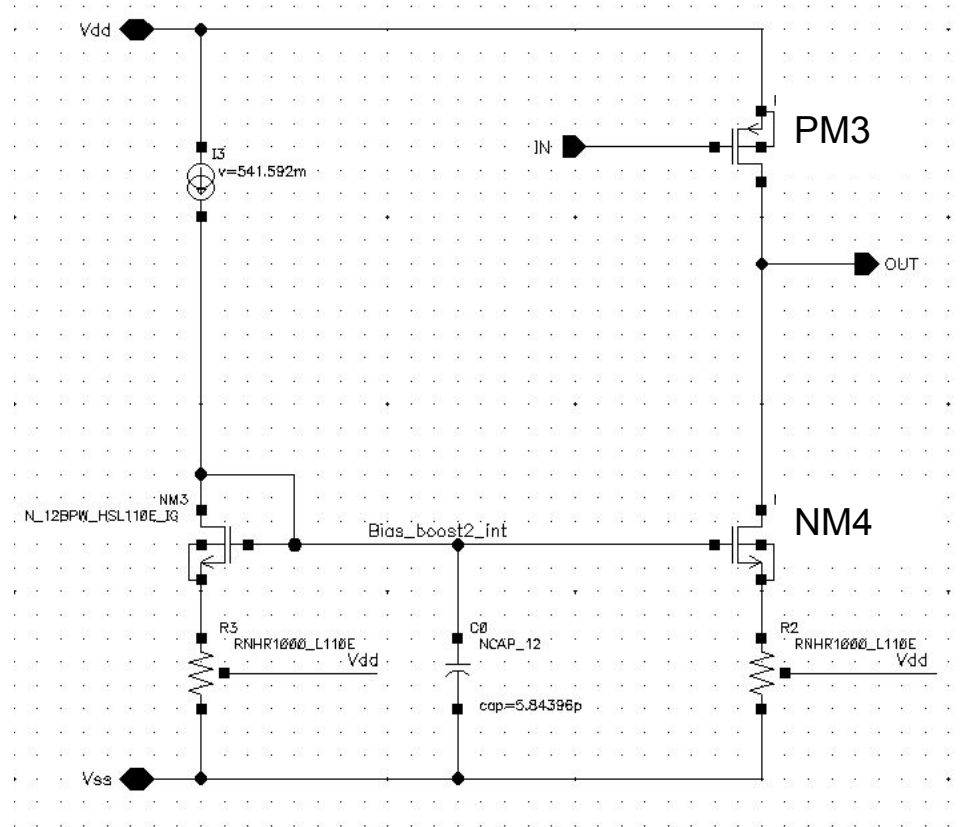 Vdd
PM3
IN
I3
v=541.592m
OUT
NM3
N_12BPW_HSL110E_IG
Bias_boost2_int
NM4
R3
RNHR1000_L110E
Vdd
C0
NCAP_12
cap=5.84396p
R2
RNHR1000_L110E
Vdd
Vss